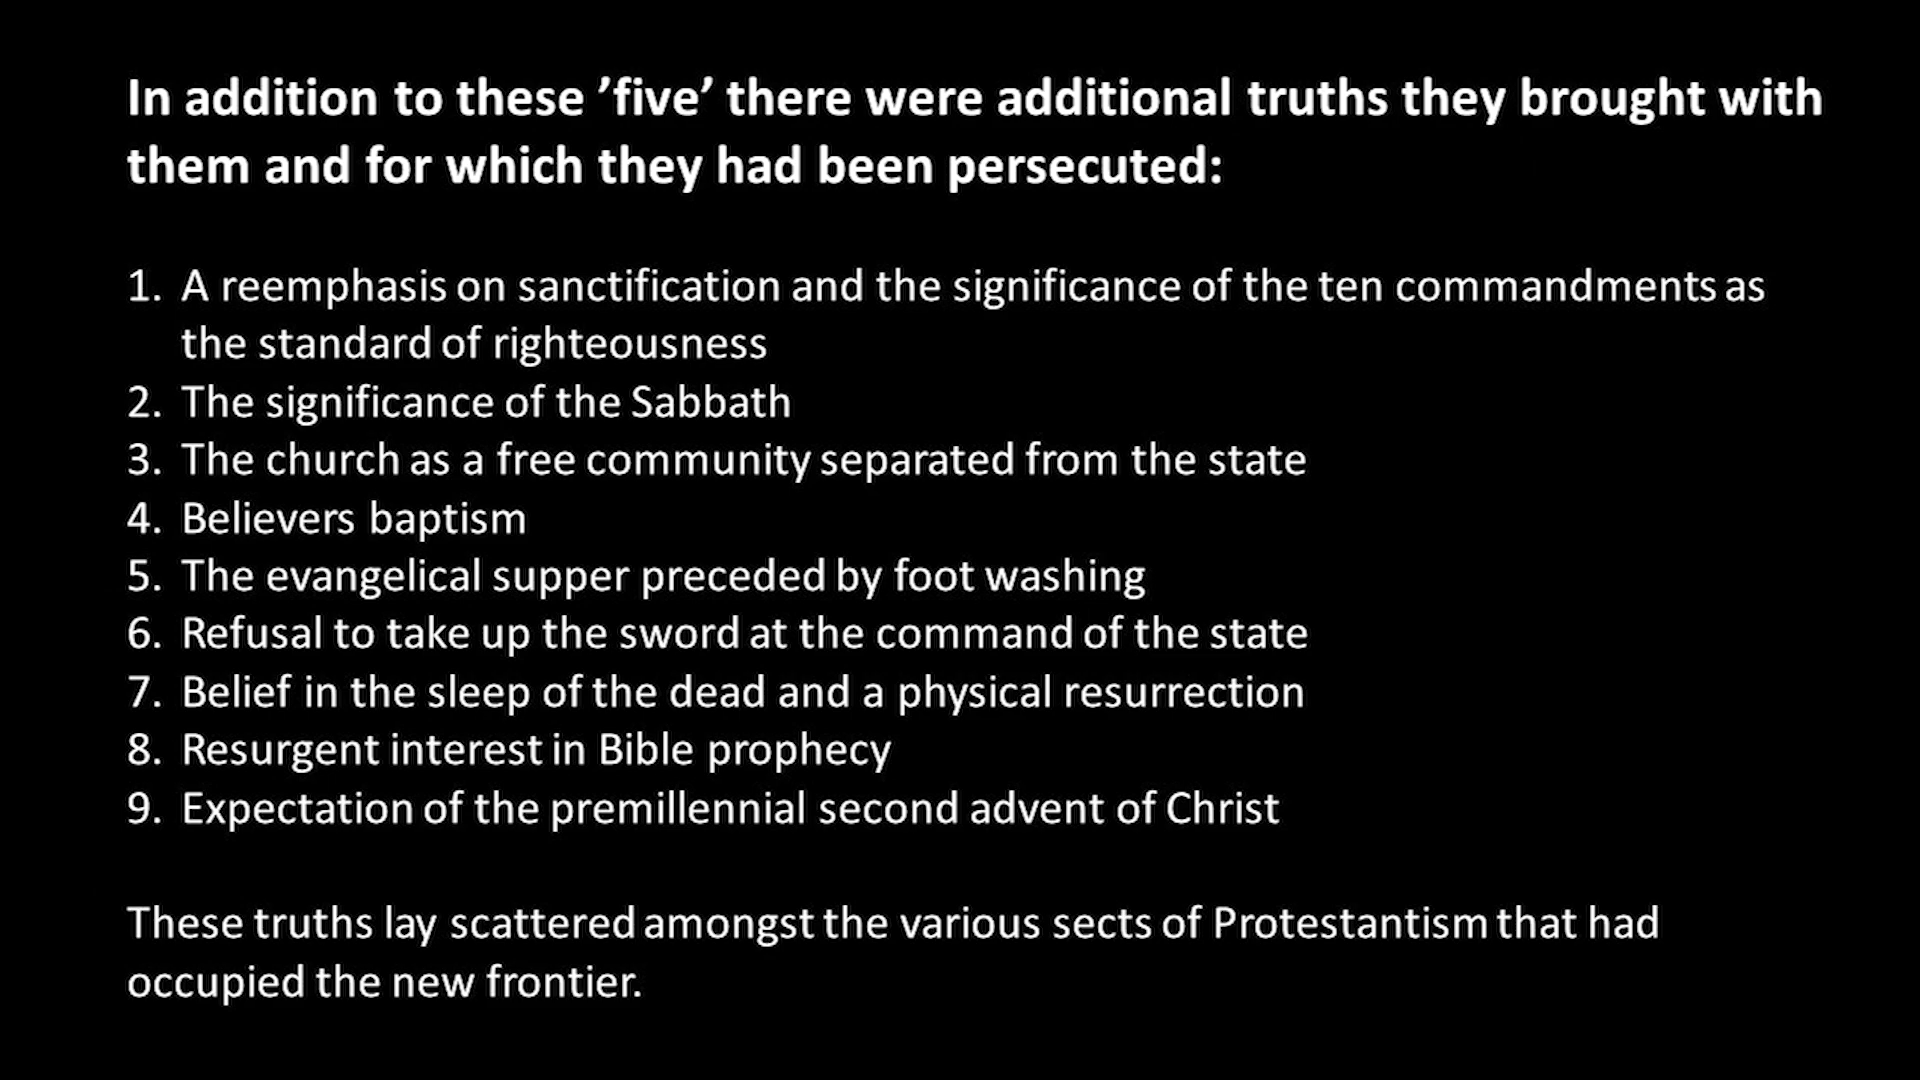 In addition to these ’five’ there were additional truths they brought with
them and for which they had been persecuted:
1. A reemphasis on sanctification and the significance of the ten commandments as
the standard of righteousness
2. The significance of the Sabbath
3. The church as a free community separated from the state
4. Believers baptism
5. The evangelical supper preceded by foot washing
6. Refusal to take up the sword at the command of the state
7. Belief in the sleep of the dead and a physical resurrection
8. Resurgent interest in Bible prophecy
9. Expectation of the premillennial second advent of Christ
These truths lay scattered amongst the various sects of Protestantism that had
occupied the new frontier.